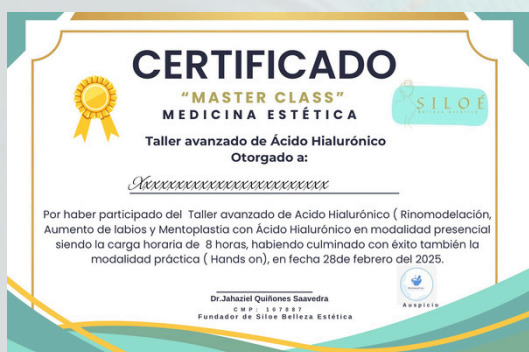 CERTIFICADO
"MASTER CLASS"
MEDICINA ESTÉTICA
SILOÉ
belleza estética
Taller avanzado de Ácido Hialurónico
Otorgado a:
Xxxxxxxxxxxxxxxxxxxxxxxxxx
Por haber participado del Taller avanzado de Acido Hialurónico ( Rinomodelación,
Aumento de labios y Mentoplastia con Ácido Hialurónico en modalidad presencial
siendo la carga horaria de 8 horas, habiendo culminado con éxito también la
modalidad práctica ( Hands on), en fecha 28de febrero del 2025.
Dr.Jahaziel Quiñones Saavedra
CMP: 107887
Fundador de Siloe Belleza Estética
Auspicio